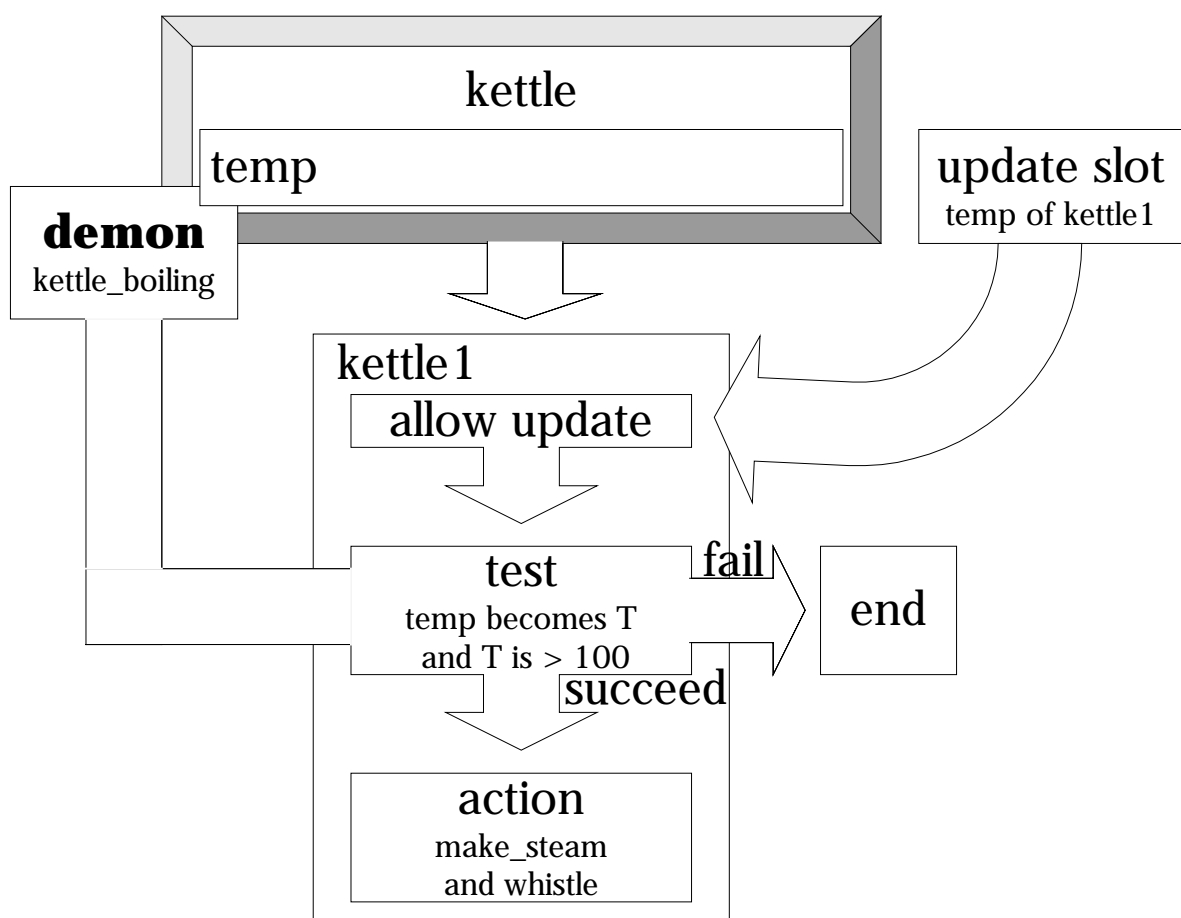 kettle
temp
update slot
temp of kettle1
demon
kettle_boiling
kettle1
allow update
test
temp becomes T
and T is > 100
fail
end
succeed
action
make_steam
and whistle